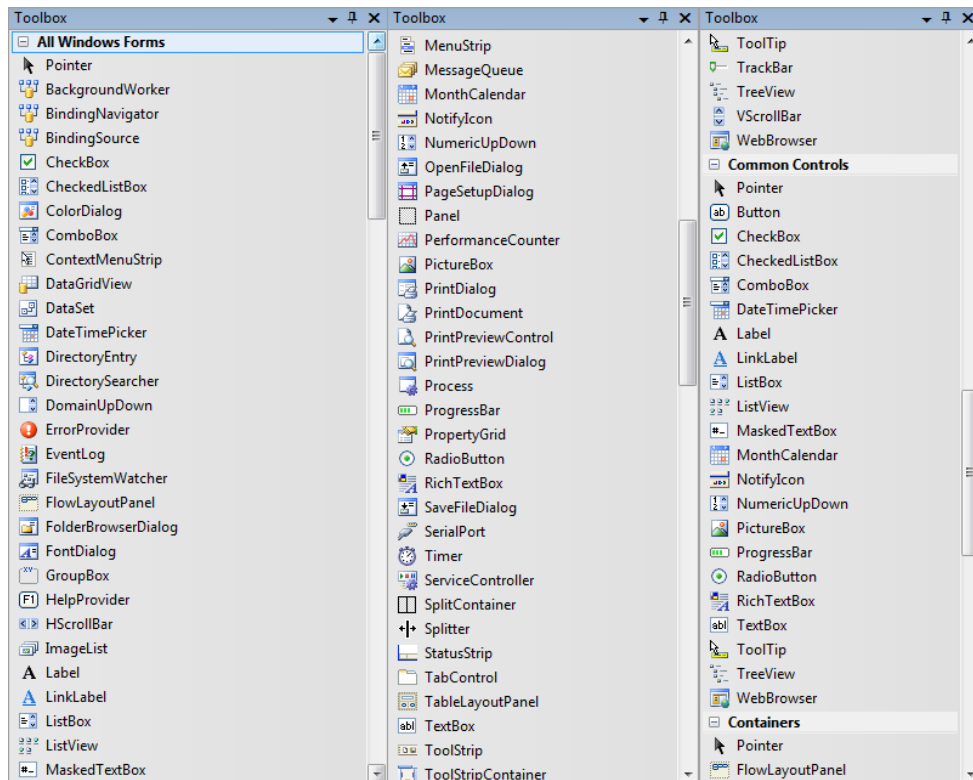 Toolbox
All Windows Forms
Pointer
BackgroundWorker
BindingNavigator
BindingSource
CheckBox
CheckedListBox
ColorDialog
ComboBox
ContextMenuStrip
DataGridView
DataSet
DateTimePicker
DirectoryEntry
DirectorySearcher
DomainUpDown
ErrorProvider
EventLog
FileSystemWatcher
FlowLayoutPanel
FolderBrowserDialog
FontDialog
GroupBox
HelpProvider
HScrollBar
ImageList
Label
LinkLabel
ListBox
ListView
MaskedTextBox
Toolbox
MenuStrip
MessageQueue
MonthCalendar
NotifyIcon
NumericUpDown
OpenFileDialog
PageSetupDialog
Panel
PerformanceCounter
PictureBox
PrintDialog
PrintDocument
PrintPreviewControl
PrintPreviewDialog
Process
ProgressBar
PropertyGrid
RadioButton
RichTextBox
SaveFileDialog
SerialPort
Timer
ServiceController
SplitContainer
Splitter
StatusStrip
TabControl
TableLayoutPanel
TextBox
ToolStrip
ToolStripContainer
Toolbox
ToolTip
TrackBar
TreeView
VScrollBar
WebBrowser
Common Controls
Pointer
Button
CheckBox
CheckedListBox
ComboBox
DateTimePicker
Label
LinkLabel
ListBox
ListView
MaskedTextBox
MonthCalendar
NotifyIcon
NumericUpDown
PictureBox
ProgressBar
RadioButton
RichTextBox
TextBox
ToolTip
TreeView
WebBrowser
Containers
Pointer
FlowLayoutPanel